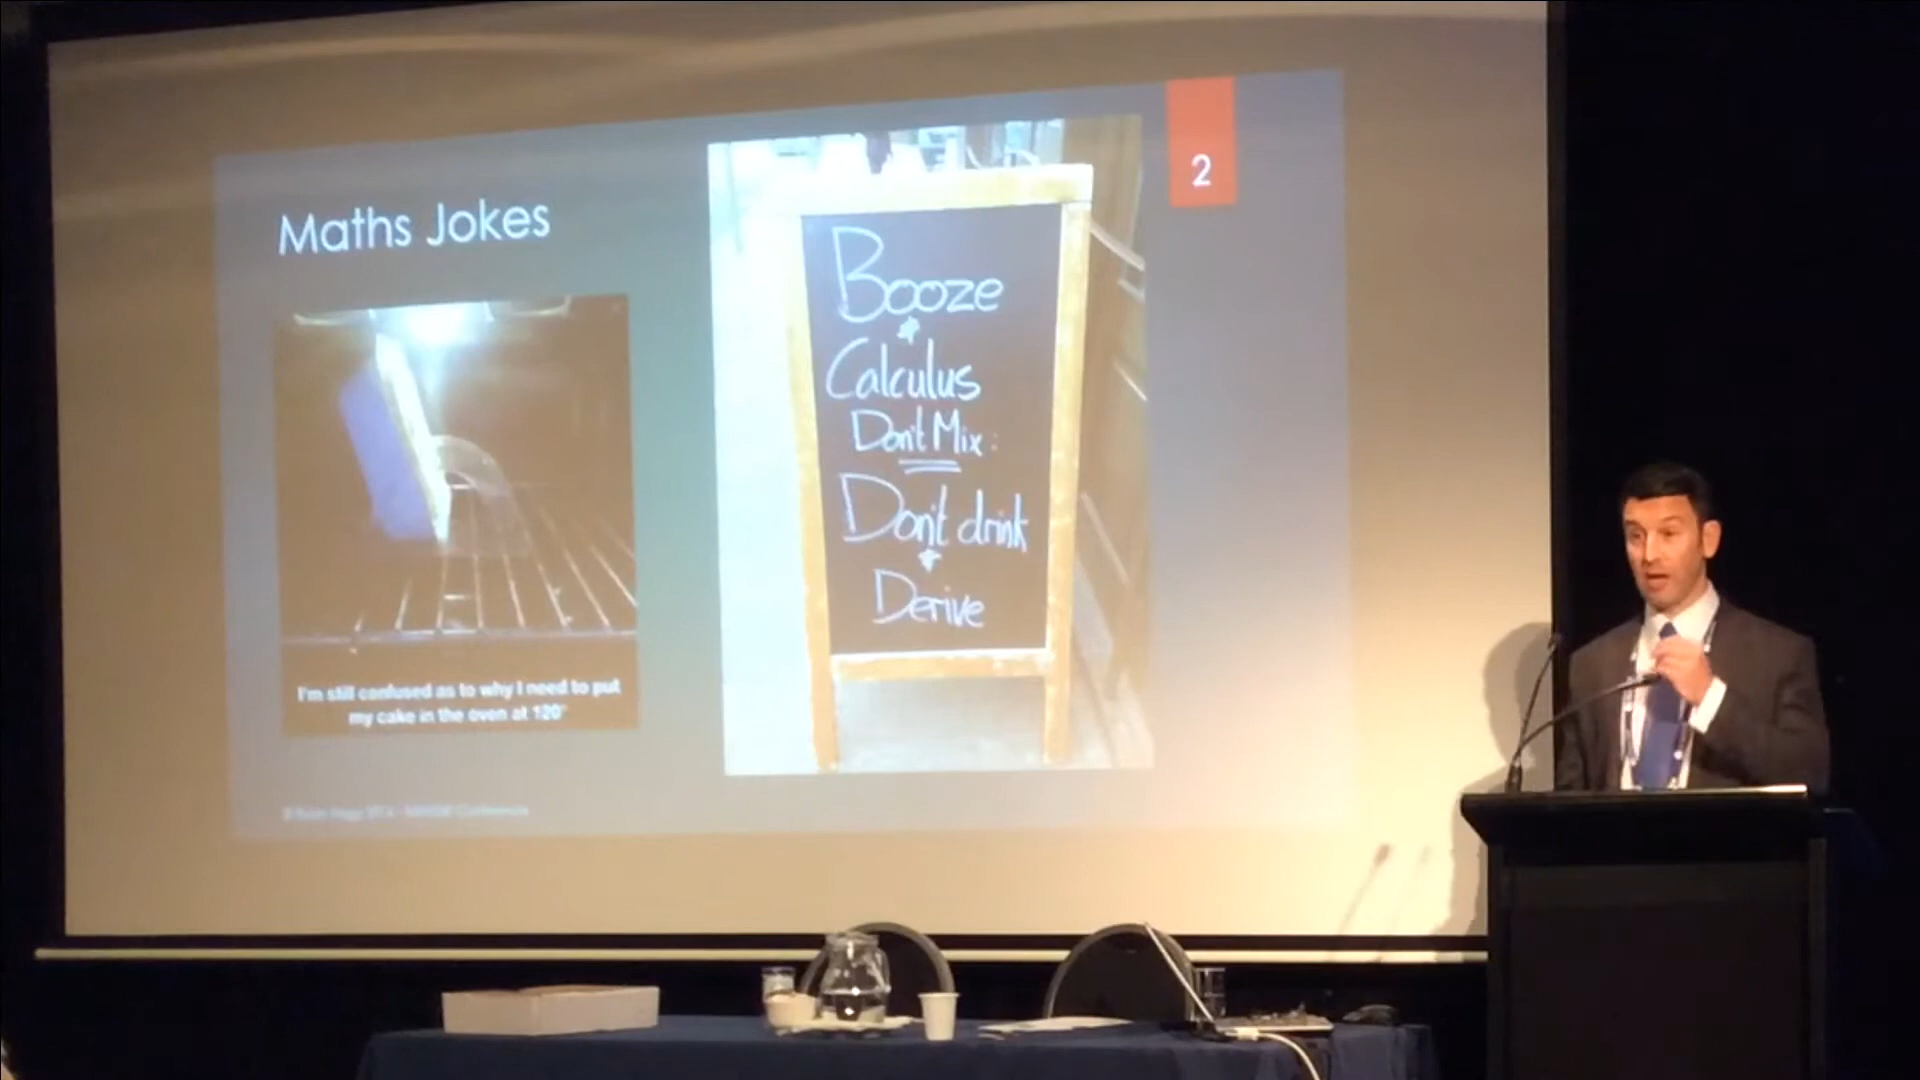 Maths Jokes
2
Booze
+
Calculus
Don't Mix:
Don't drink
+
Derive
I'm still confused as to why I need to put
my cake in the oven at 120°